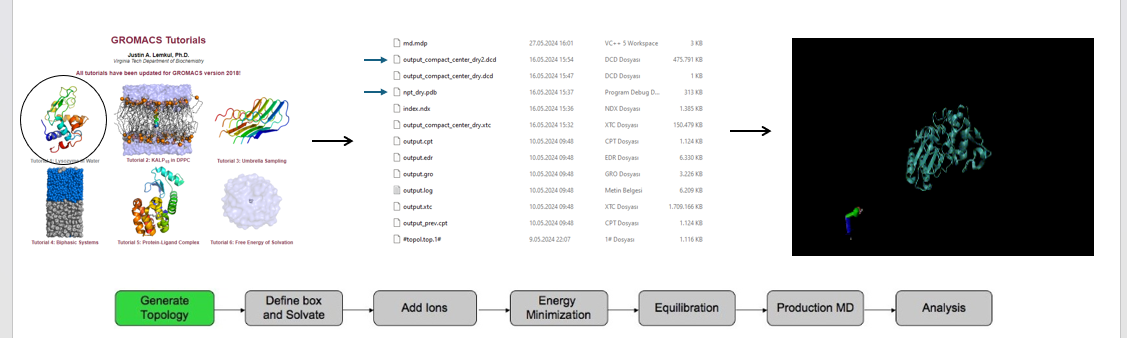 GROMACS Tutorials
Justin A. Lemkul, Ph.D.
Virginia Tech Department of Biochemistry
All tutorials have been updated for GROMACS version 2018!
Tutorial 1: Lysozyme in Water
Tutorial 2: KALP₁₅ in DPPC
Tutorial 3: Umbrella Sampling
Tutorial 4: Biphasic Systems
Tutorial 5: Protein-Ligand Complex
Tutorial 6: Free Energy of Solvation
md.mdp 27.05.2024 16:01 VC++ 5 Workspace 3 KB
output_compact_center_dry2.dcd 16.05.2024 15:54 DCD Dosyası 475.791 KB
output_compact_center_dry.dcd 16.05.2024 15:47 DCD Dosyası 1 KB
npt_dry.pdb 16.05.2024 15:37 Program Debug D... 313 KB
index.ndx 16.05.2024 15:36 NDX Dosyası 1.385 KB
output_compact_center_dry.xtc 16.05.2024 15:32 XTC Dosyası 150.479 KB
output.cpt 10.05.2024 09:48 CPT Dosyası 1.124 KB
output.edr 10.05.2024 09:48 EDR Dosyası 6.330 KB
output.gro 10.05.2024 09:48 GRO Dosyası 3.226 KB
output.log 10.05.2024 09:48 Metin Belgesi 6.209 KB
output.xtc 10.05.2024 09:48 XTC Dosyası 1.709.166 KB
output_prev.cpt 10.05.2024 09:48 CPT Dosyası 1.124 KB
#topol.top.1# 9.05.2024 22:07 1# Dosyası 1.116 KB
Generate
Topology
Define box
and Solvate
Add Ions
Energy
Minimization
Equilibration
Production MD
Analysis